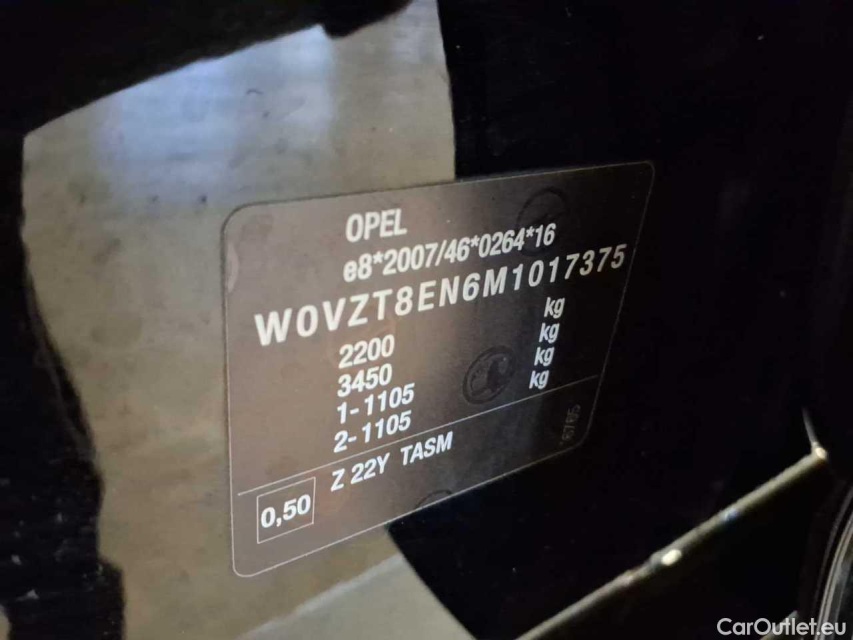 OPEL
e8*2007/46*0264*16
W0VZT8EN6M1017375
2200 kg
3450 kg
1-1105 kg
2-1105 kg
0,50 Z 22Y TASM
CarOutlet.eu